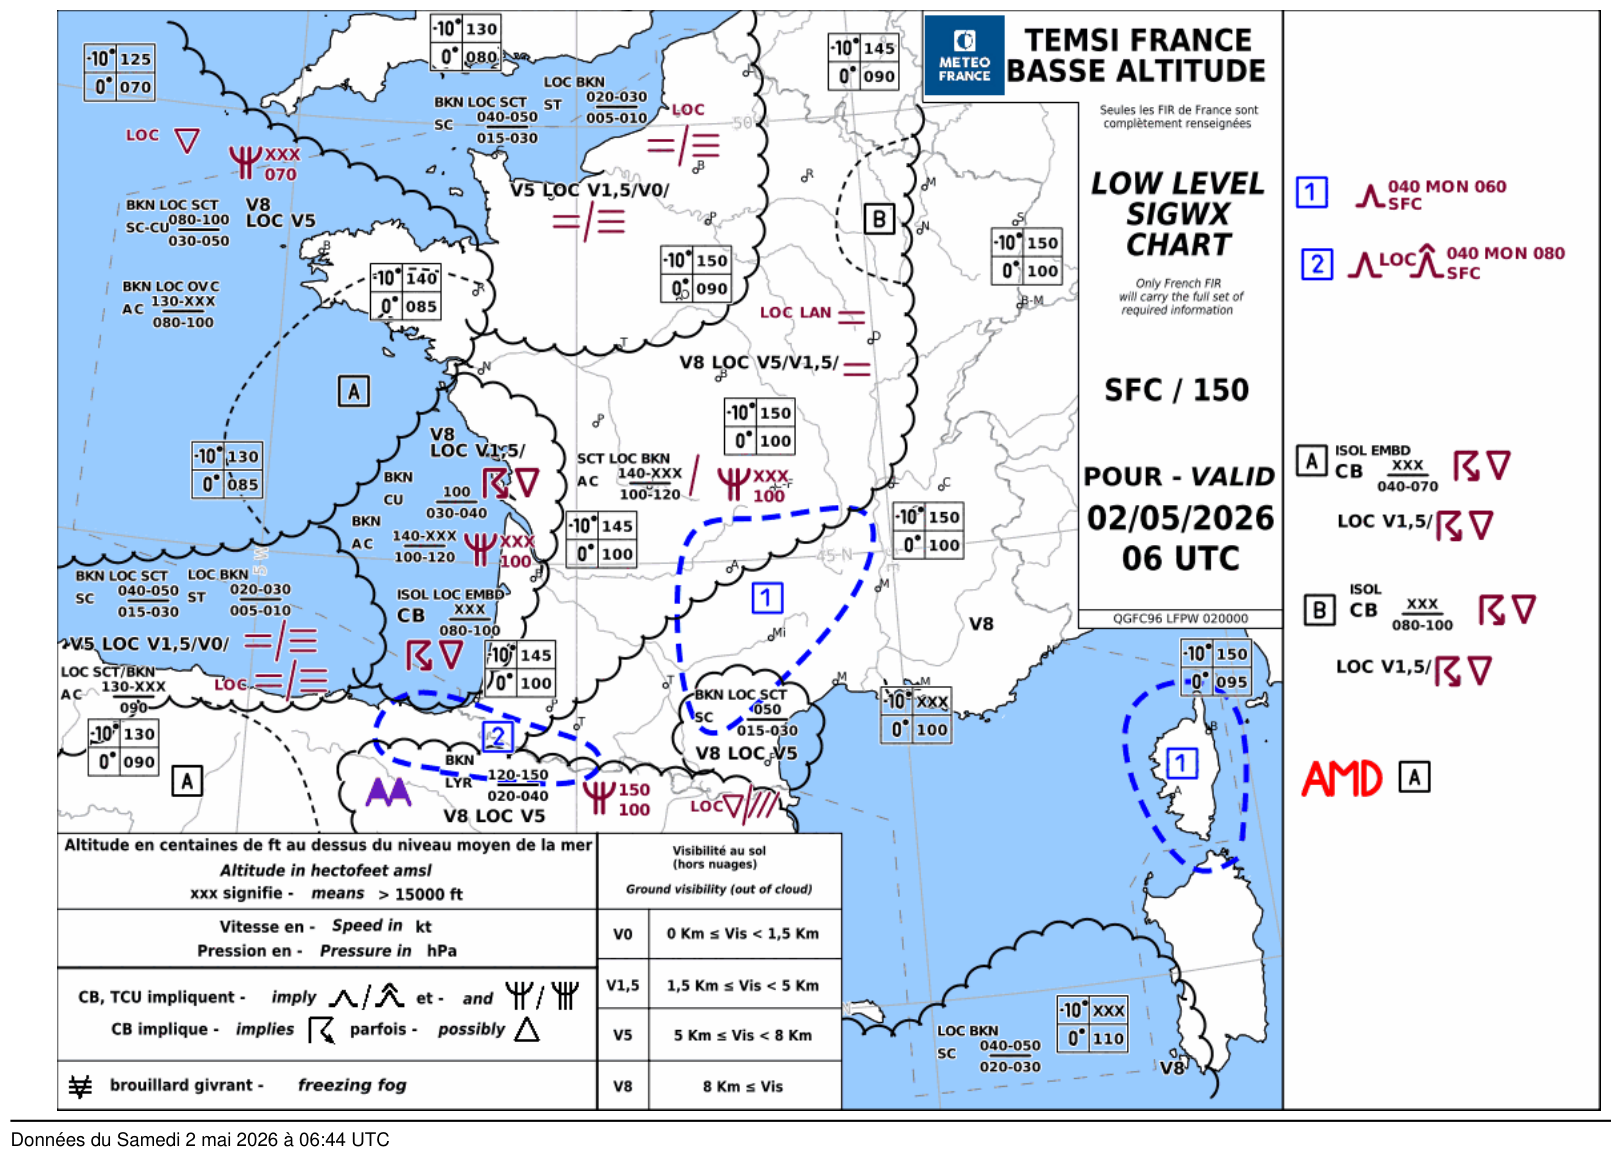 TEMSI FRANCE
BASSE ALTITUDE
METEO
FRANCE
Seules les FIR de France sont
complètement renseignées
LOW LEVEL
SIGWX
CHART
Only French FIR
will carry the full set of
required information
SFC / 150
POUR - VALID
02/05/2026
06 UTC
QGFC96 LFPW 020000
-10° 125
0° 070
-10° 130
0° 080
-10° 145
0° 090
LOC
XXX
070
BKN LOC SCT
SC-CU 080-100
030-050
V8
LOC V5
BKN LOC OVC
AC 130-XXX
080-100
BKN LOC SCT
SC 040-050
015-030
LOC BKN
ST 020-030
005-010
LOC
V5 LOC V1,5/V0/
50
-10° 140
0° 085
-10° 150
0° 090
-10° 150
0° 100
B
LOC LAN
V8 LOC V5/V1,5/
A
-10° 130
0° 085
V8
LOC V1,5/
BKN
CU 100
030-040
BKN
AC 140-XXX
100-120
XXX
100
ISOL LOC EMBD
CB XXX
080-100
-10° 150
0° 100
SCT LOC BKN
AC 140-XXX
100-120
XXX
100
-10° 145
0° 100
-10° 150
0° 100
45 N
5 W
BKN LOC SCT
SC 040-050
015-030
LOC BKN
ST 020-030
005-010
V5 LOC V1,5/V0/
LOC SCT/BKN
AC 130-XXX
090
LOC
-10° 145
0° 100
1
V8
-10° 130
0° 090
A
2
BKN
LYR 120-150
020-040
V8 LOC V5
150
100
BKN LOC SCT
SC 050
015-030
V8 LOC V5
LOC
-10° XXX
0° 100
-10° 150
0° 095
1
-10° XXX
0° 110
LOC BKN
SC 040-050
020-030
V8
1 040 MON 060
SFC
2 LOC 040 MON 080
SFC
A ISOL EMBD
CB XXX
040-070
LOC V1,5/
B ISOL
CB XXX
080-100
LOC V1,5/
AMD A
Altitude en centaines de ft au dessus du niveau moyen de la mer
Altitude in hectofeet amsl
xxx signifie - means > 15000 ft
Vitesse en - Speed in kt
Pression en - Pressure in hPa
CB, TCU impliquent - imply / et - and /
CB implique - implies parfois - possibly
brouillard givrant - freezing fog
Visibilité au sol
(hors nuages)
Ground visibility (out of cloud)
V0 0 Km ≤ Vis < 1,5 Km
V1,5 1,5 Km ≤ Vis < 5 Km
V5 5 Km ≤ Vis < 8 Km
V8 8 Km ≤ Vis
Données du Samedi 2 mai 2026 à 06:44 UTC